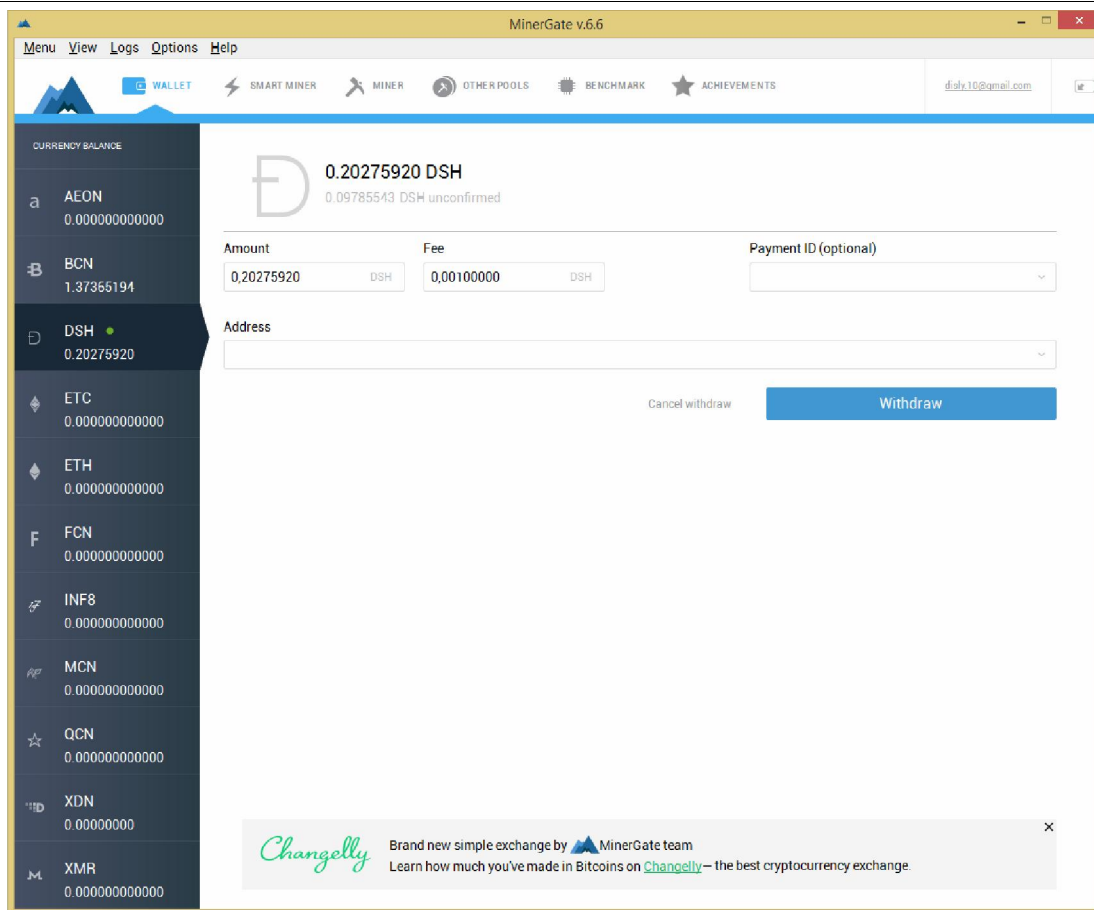 MinerGate v.6.6
Menu View Logs Options Help
WALLET SMART MINER MINER OTHER POOLS BENCHMARK ACHIEVEMENTS
CURRENCY BALANCE
AEON
0.000000000000
BCN
1.37365194
DSH
0.20275920
ETC
0.000000000000
ETH
0.000000000000
FCN
0.000000000000
INF8
0.000000000000
MCN
0.000000000000
QCN
0.000000000000
XDN
0.00000000
XMR
0.000000000000
0.20275920 DSH
0.09785543 DSH unconfirmed
Amount Fee Payment ID (optional)
0,20275920 DSH 0,00100000 DSH
Address
Cancel withdraw Withdraw
Changelly
Brand new simple exchange by MinerGate team
Learn how much you've made in Bitcoins on Changelly — the best cryptocurrency exchange.